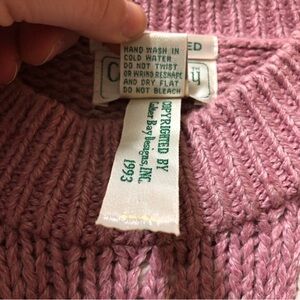 HAND WASH IN
COLD WATER
DO NOT TWIST
OR WRING RESHAPE
AND DRY FLAT
DO NOT BLEACH
ED
C
ü
COPYRIGHTED BY
Bay Designs, INC.
1993